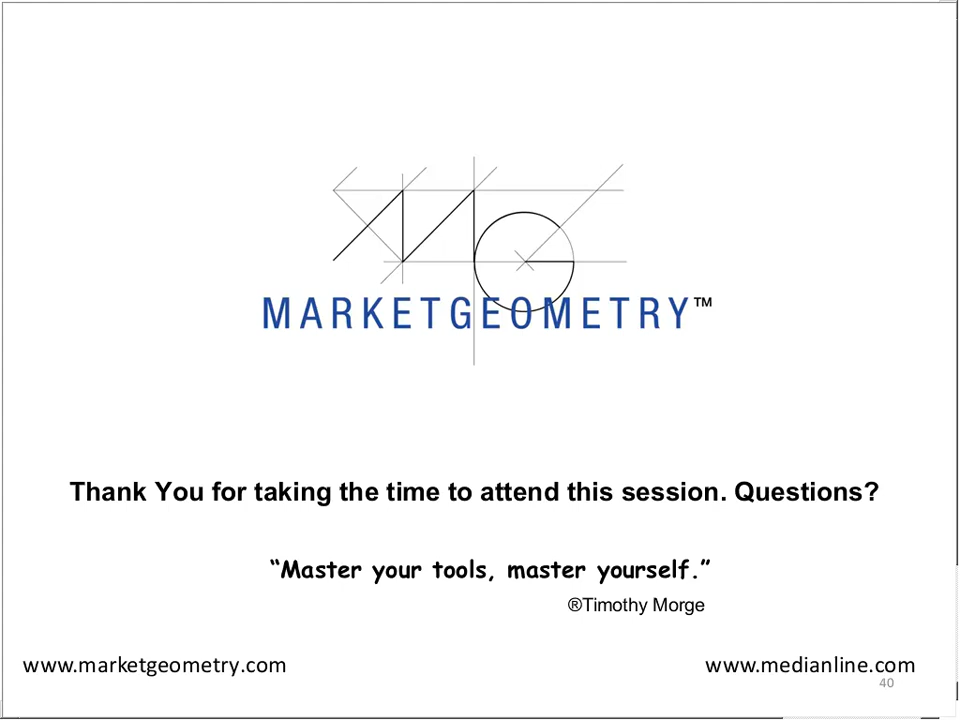 MARKETGEOMETRY™
Thank You for taking the time to attend this session. Questions?
“Master your tools, master yourself.”
®Timothy Morge
www.marketgeometry.com
www.medianline.com
40